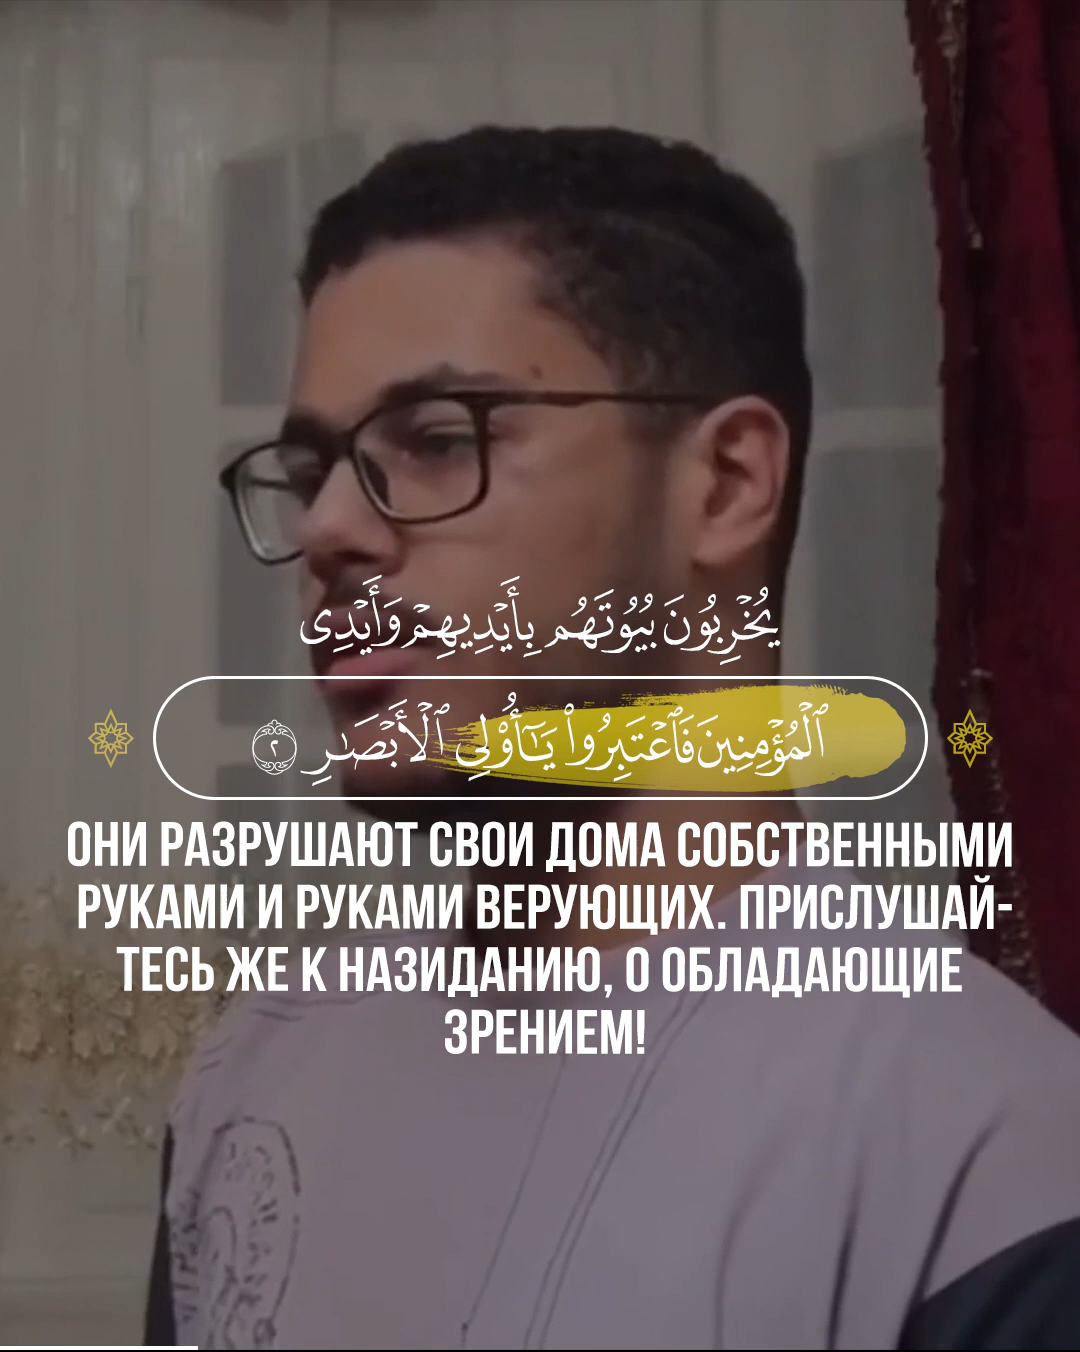 يُخْرِبُونَ بُيُوتَهُم بِأَيْدِيهِمْ وَأَيْدِى
ٱلْمُؤْمِنِينَ فَٱعْتَبِرُوا۟ يَـٰٓأُو۟لِى ٱلْأَبْصَـٰرِ ٢
ОНИ РАЗРУШАЮТ СВОИ ДОМА СОБСТВЕННЫМИ
РУКАМИ И РУКАМИ ВЕРУЮЩИХ. ПРИСЛУШАЙ-
ТЕСЬ ЖЕ К НАЗИДАНИЮ, О ОБЛАДАЮЩИЕ
ЗРЕНИЕМ!